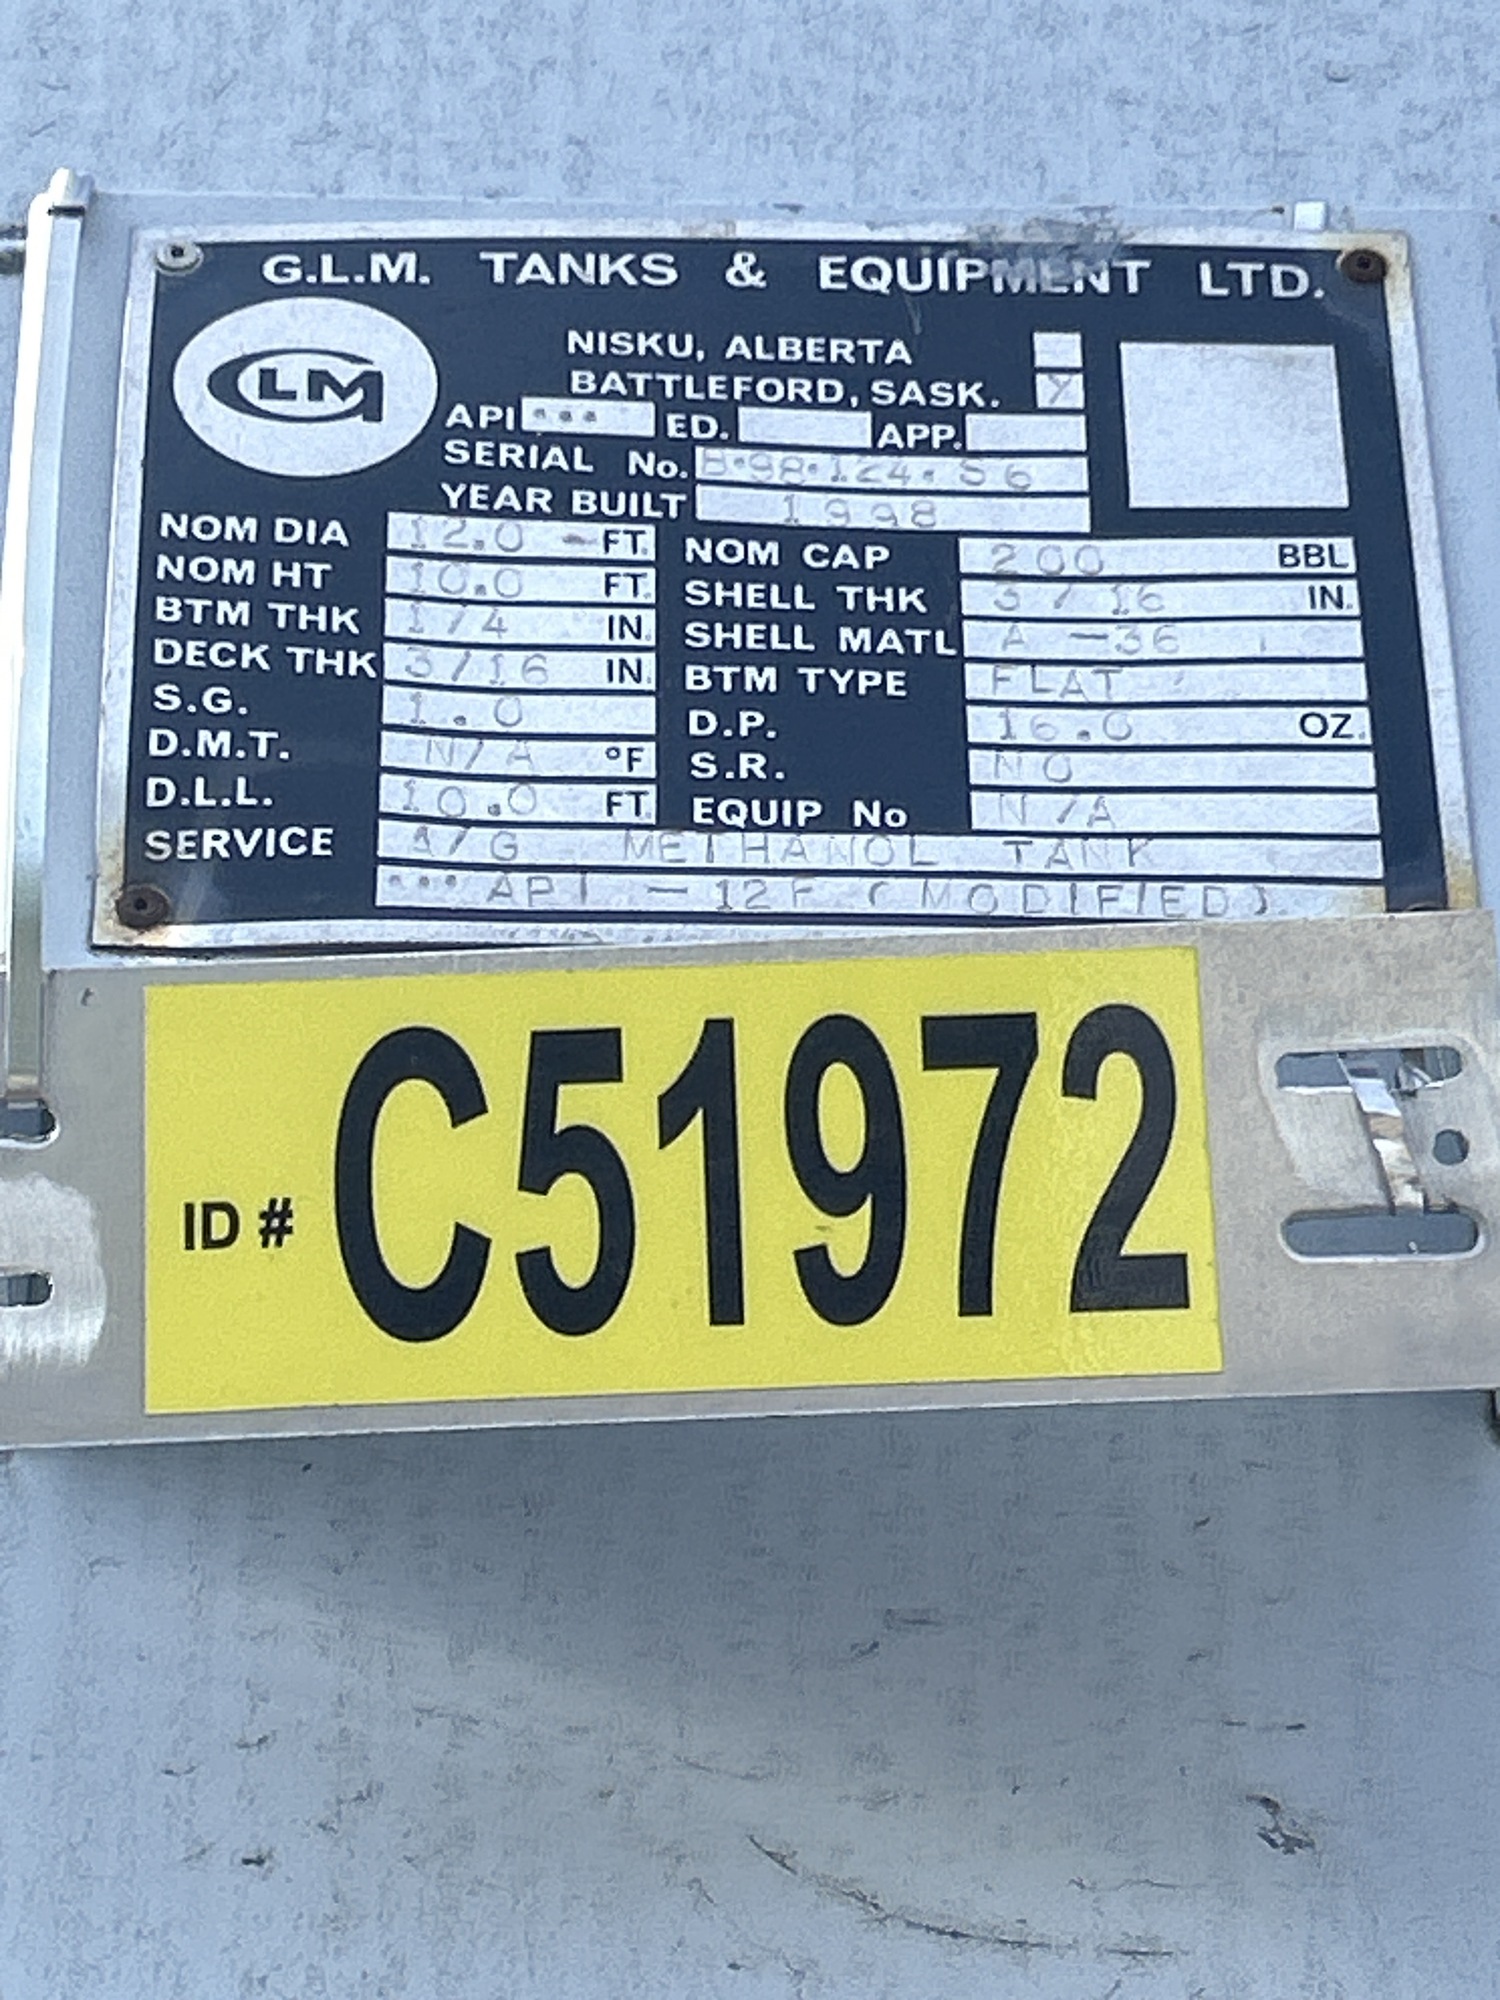 G.L.M. TANKS & EQUIPMENT LTD.
GLM
NISKU, ALBERTA
BATTLEFORD, SASK. X
API *** ED. APP.
SERIAL No. B.98.124.S6
YEAR BUILT 1998
NOM DIA 12.0 FT. NOM CAP 200 BBL
NOM HT 10.0 FT. SHELL THK 3/16 IN.
BTM THK 1/4 IN. SHELL MATL A-36
DECK THK 3/16 IN. BTM TYPE FLAT
S.G. 1.0 D.P. 16.0 OZ.
D.M.T. N/A °F S.R. NO
D.L.L. 10.0 FT. EQUIP No N/A
SERVICE A/G METHANOL TANK
*** API-12F (MODIFIED)
ID # C51972